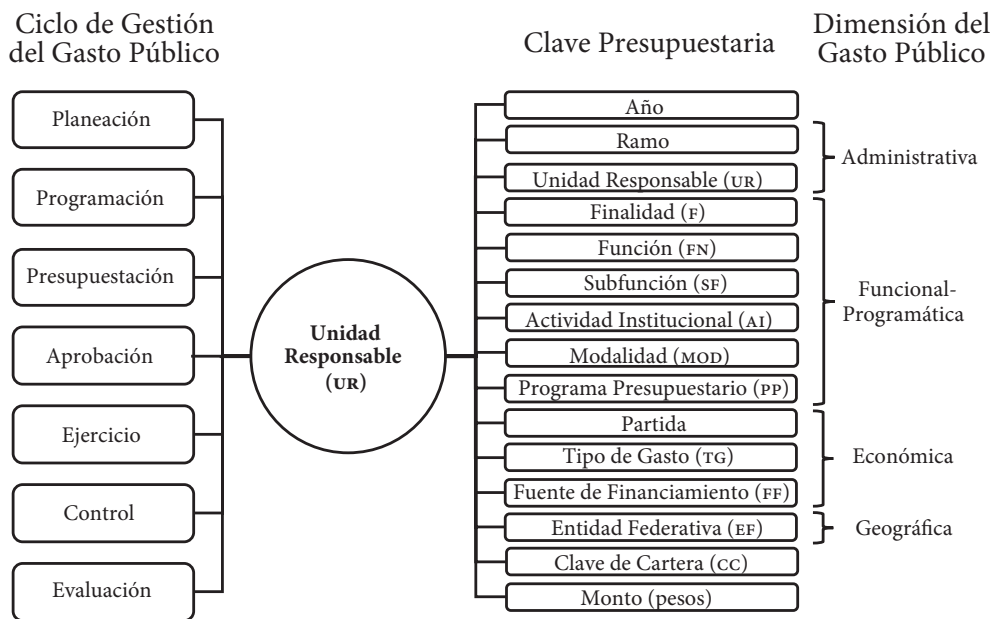 Ciclo de Gestión
del Gasto Público
Planeación
Programación
Presupuestación
Aprobación
Ejercicio
Control
Evaluación
Unidad
Responsable
(UR)
Clave Presupuestaria
Año
Ramo
Unidad Responsable (UR)
Finalidad (F)
Función (FN)
Subfunción (SF)
Actividad Institucional (AI)
Modalidad (MOD)
Programa Presupuestario (PP)
Partida
Tipo de Gasto (TG)
Fuente de Financiamiento (FF)
Entidad Federativa (EF)
Clave de Cartera (CC)
Monto (pesos)
Dimensión del
Gasto Público
Administrativa
Funcional-
Programática
Económica
Geográfica